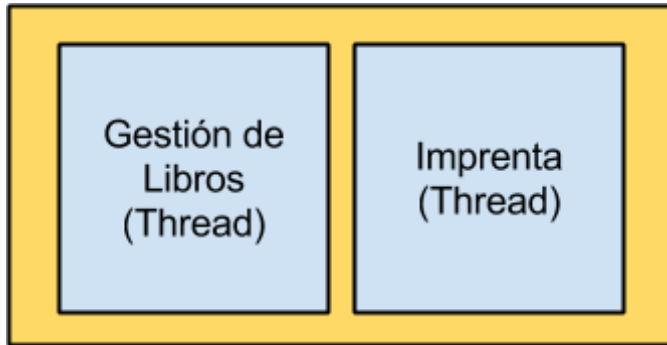 Gestión de
Libros
(Thread)
Imprenta
(Thread)